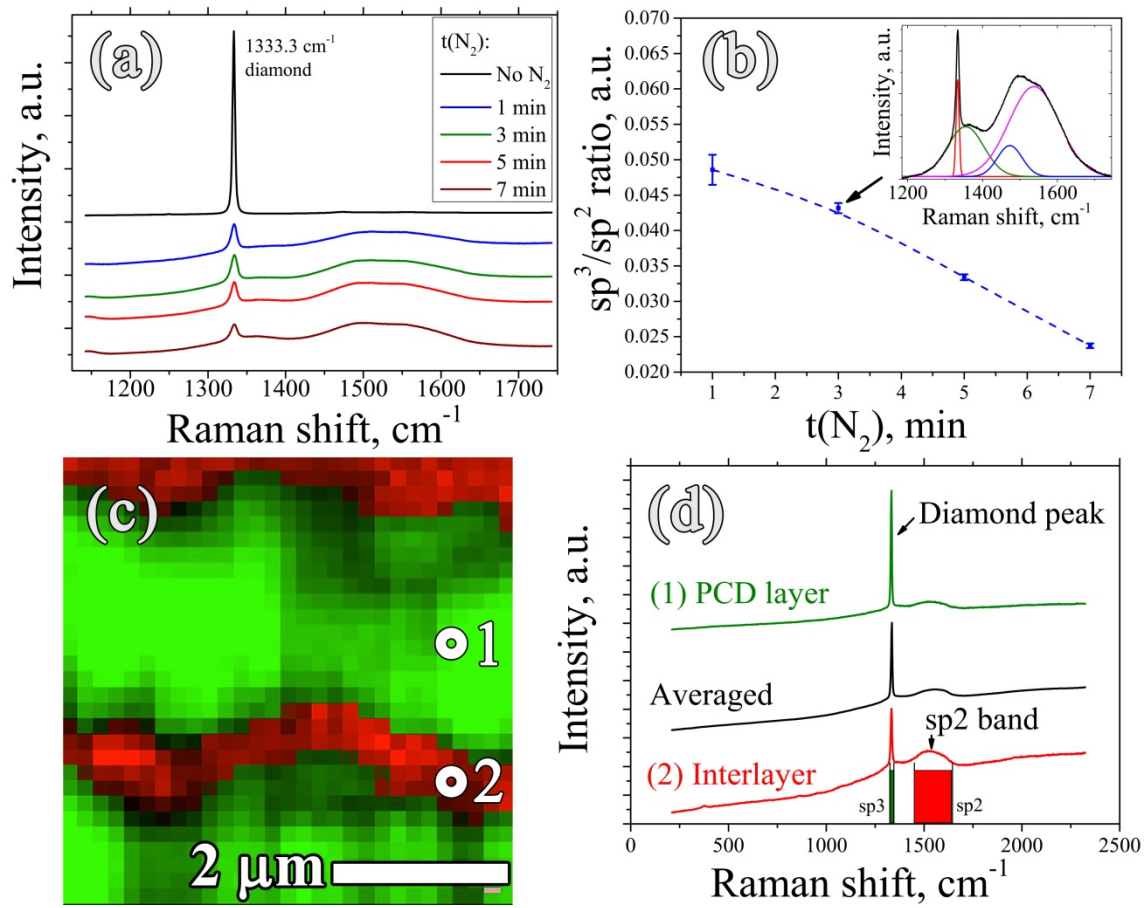 (a)
1333.3 cm⁻¹
diamond
t(N₂):
No N₂
1 min
3 min
5 min
7 min
Intensity, a.u.
1200 1300 1400 1500 1600 1700
Raman shift, cm⁻¹
(b)
sp³/sp² ratio, a.u.
0.070
0.065
0.060
0.055
0.050
0.045
0.040
0.035
0.030
0.025
0.020
1 2 3 4 5 6 7
t(N₂), min
Intensity, a.u.
1200 1400 1600
Raman shift, cm⁻¹
(c)
1
2
2 μm
(d)
Diamond peak
(1) PCD layer
Averaged
sp2 band
(2) Interlayer
sp3
sp2
Intensity, a.u.
0 500 1000 1500 2000 2500
Raman shift, cm⁻¹